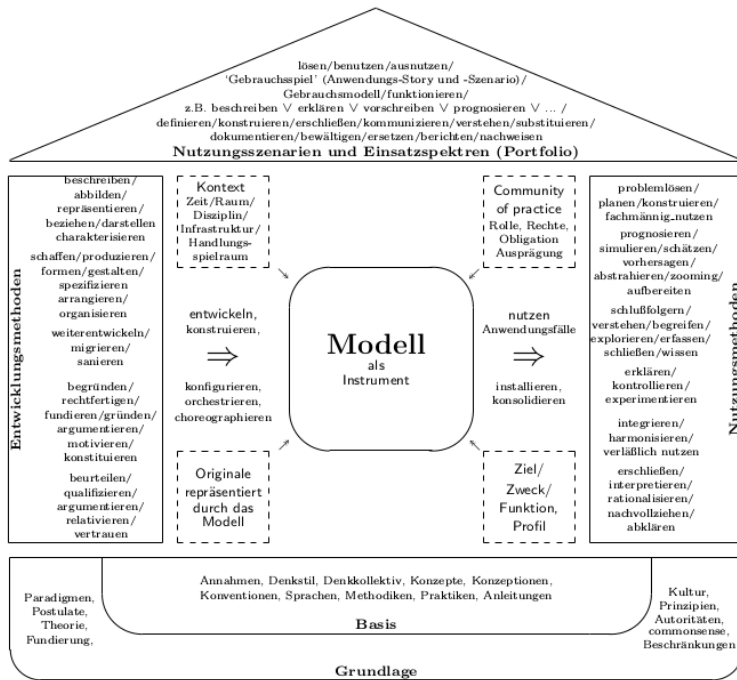 lösen/benutzen/ausnutzen/
‘Gebrauchsspiel’ (Anwendungs-Story und -Szenario)/
Gebrauchsmodell/funktionieren/
z.B. beschreiben ∨ erklären ∨ vorschreiben ∨ prognosieren ∨ ... /
definieren/konstruieren/erschließen/kommunizieren/verstehen/substituieren/
dokumentieren/bewältigen/ersetzen/berichten/nachweisen
Nutzungsszenarien und Einsatzspektren (Portfolio)
Entwicklungsmethoden
beschreiben/
abbilden/
repräsentieren/
beziehen/darstellen
charakterisieren
schaffen/produzieren/
formen/gestalten/
spezifizieren
arrangieren/
organisieren
weiterentwickeln/
migrieren/
sanieren
begründen/
rechtfertigen/
fundieren/gründen/
argumentieren/
motivieren/
konstituieren
beurteilen/
qualifizieren/
argumentieren/
relativieren/
vertrauen
Kontext
Zeit/Raum/
Disziplin/
Infrastruktur/
Handlungs-
spielraum
entwickeln,
konstruieren,
⇒
konfigurieren,
orchestrieren,
choreographieren
Originale
repräsentiert
durch das
Modell
Modell
als
Instrument
Community
of practice
Rolle, Rechte,
Obligation
Ausprägung
nutzen
Anwendungsfälle
⇒
installieren,
konsolidieren
Ziel/
Zweck/
Funktion,
Profil
problemlösen/
planen/konstruieren/
fachmännig_nutzen
prognosieren/
simulieren/schätzen/
vorhersagen/
abstrahieren/zooming/
aufbereiten
schlußfolgern/
verstehen/begreifen/
explorieren/erfassen/
schließen/wissen
erklären/
kontrollieren/
experimentieren
integrieren/
harmonisieren/
verläßlich nutzen
erschließen/
interpretieren/
rationalisieren/
nachvollziehen/
abklären
Nutzungsmethoden
Paradigmen,
Postulate,
Theorie,
Fundierung,
Annahmen, Denkstil, Denkkollektiv, Konzepte, Konzeptionen,
Konventionen, Sprachen, Methodiken, Praktiken, Anleitungen
Basis
Kultur,
Prinzipien,
Autoritäten,
commonsense,
Beschränkungen
Grundlage